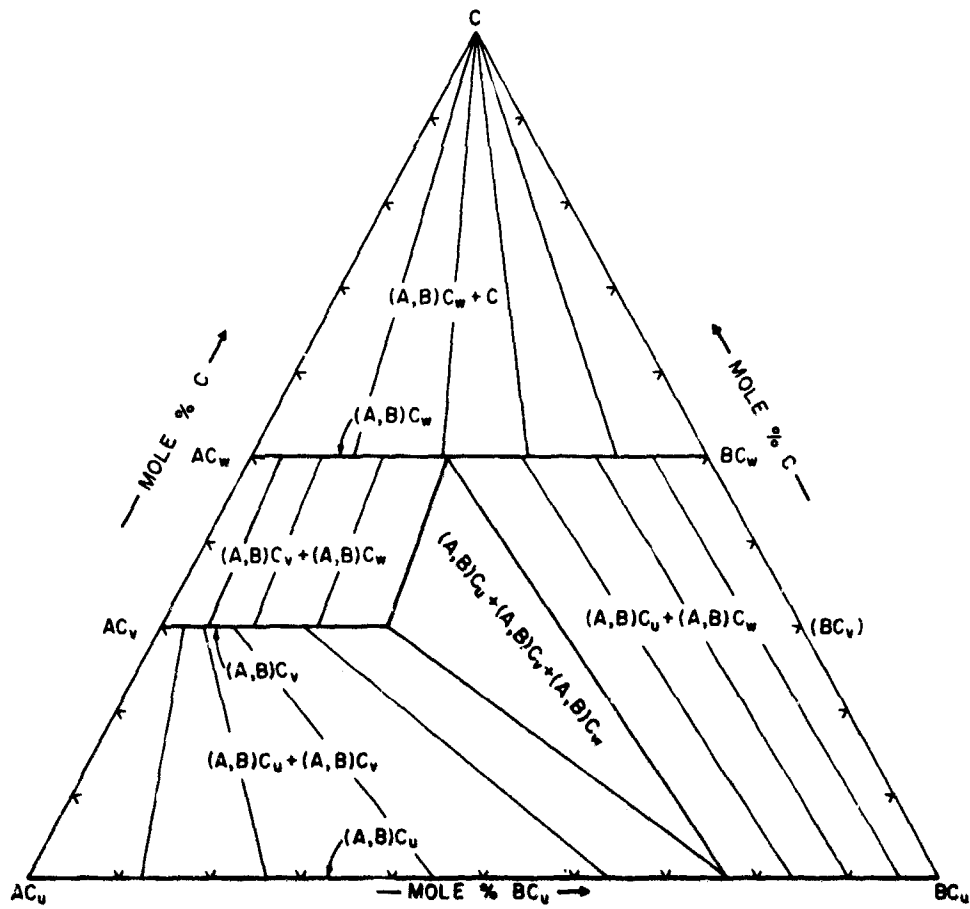 C
(A,B)C_w + C
— MOLE % C →
— MOLE % C →
(A,B)C_w
AC_w
BC_w
(A,B)C_v + (A,B)C_w
(A,B)C_u + (A,B)C_v + (A,B)C_w
(A,B)C_u + (A,B)C_w
AC_v
(BC_v)
(A,B)C_v
(A,B)C_u + (A,B)C_v
(A,B)C_u
AC_u
— MOLE % BC_u →
BC_u